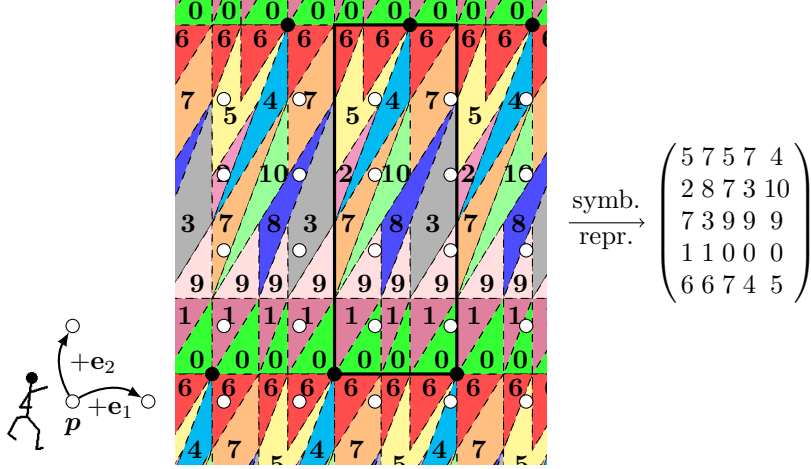 0 0 0 0 0 0 0 0
6 6 6 6 6 6 6 6
7 5 4 7 5 4 7 5 4
2 10 2 10 2 10
3 7 8 3 7 8 3 7 8
9 9 9 9 9 9 9 9
1 1 1 1 1 1 1 1
0 0 0 0 0 0 0 0
6 6 6 6 6 6 6 6
4 7 5 4 7 5 4 7 5
+e₂
+e₁
p
symb.
repr.
5 7 5 7 4
2 8 7 3 10
7 3 9 9 9
1 1 0 0 0
6 6 7 4 5